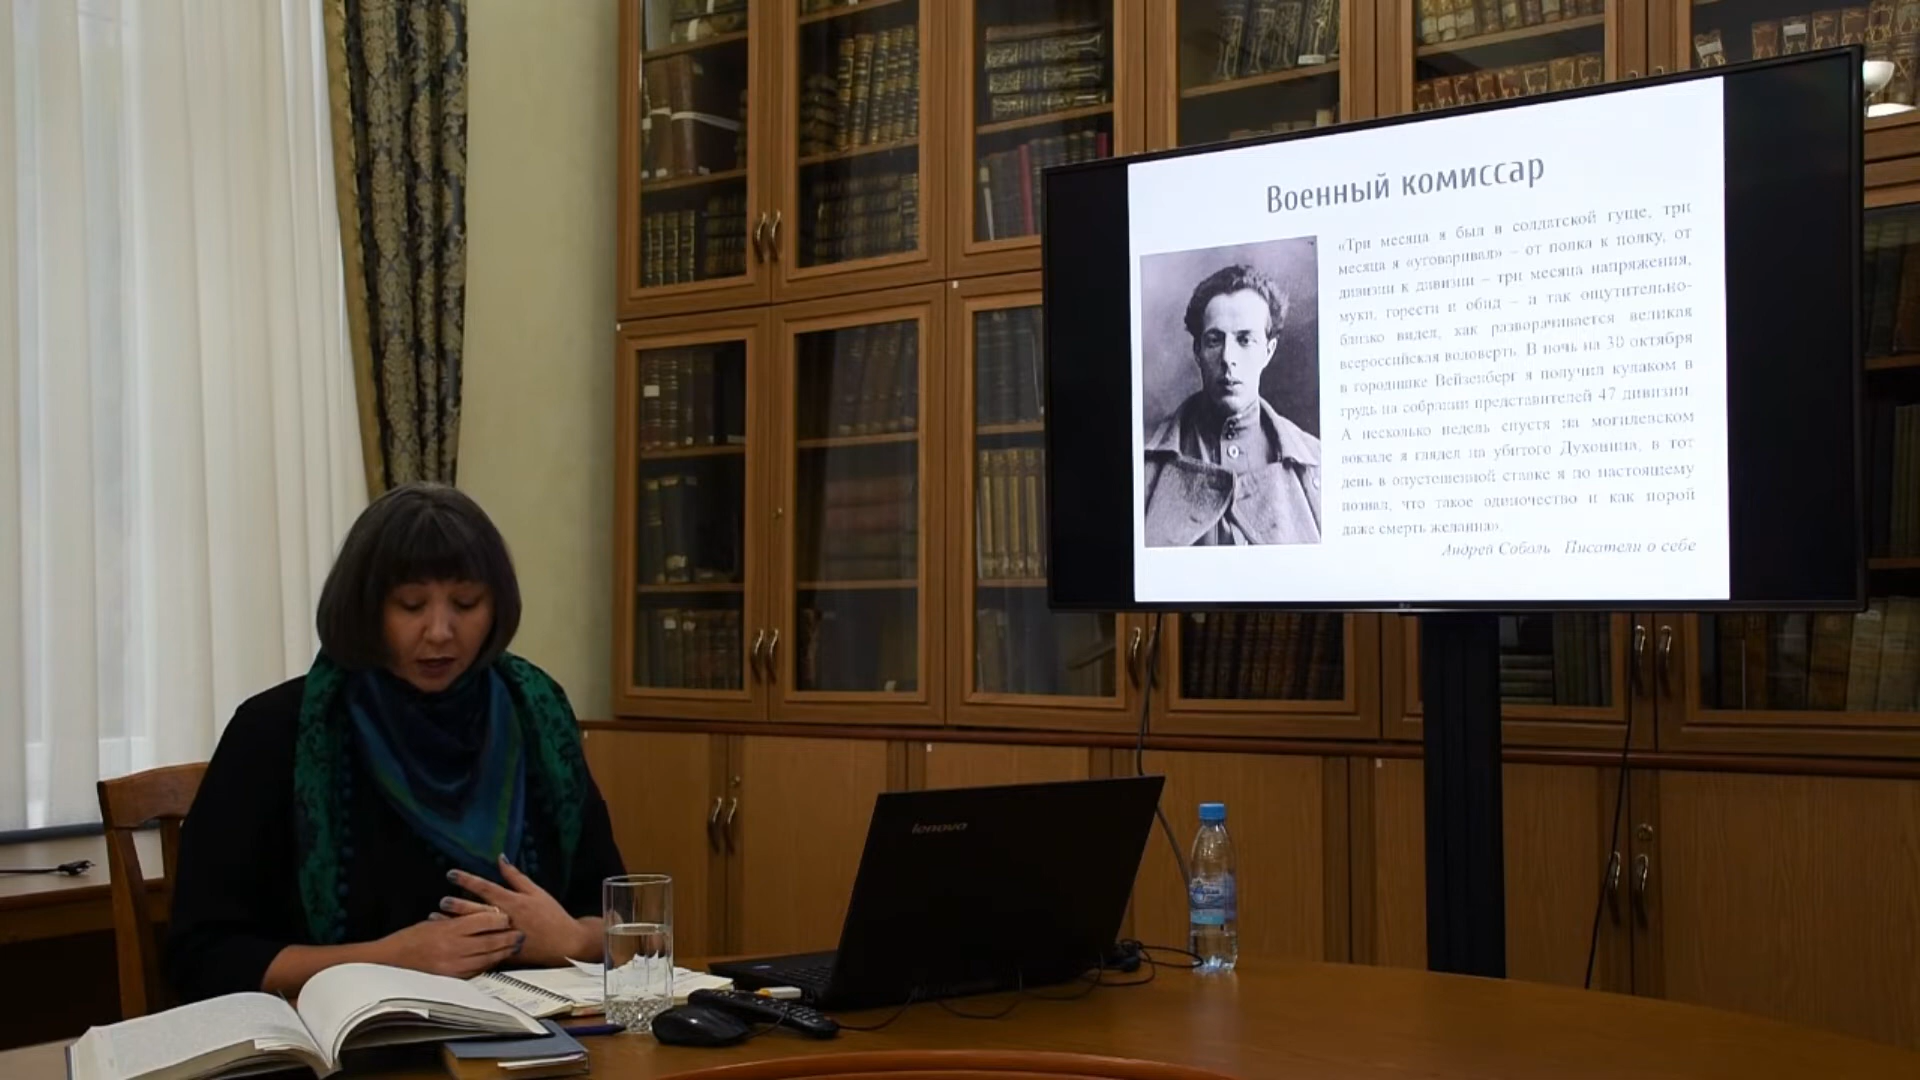 Военный комиссар
«Три месяца я был в солдатской гуще, три
месяца я «уговаривал» – от полка к полку, от
дивизии к дивизии – три месяца напряжения,
муки, горести и обид – и так ощутительно-
близко видел, как разворачивается великая
всероссийская водоверть. В ночь на 30 октября
в городишке Вейзенберг я получил кулаком в
грудь на собрании представителей 47 дивизии.
А несколько недель спустя на могилевском
вокзале я глядел на убитого Духонина, в тот
день в опустошенной ставке я по настоящему
познал, что такое одиночество и как порой
даже смерть желанна».
Андрей Соболь Писатели о себе
lenovo